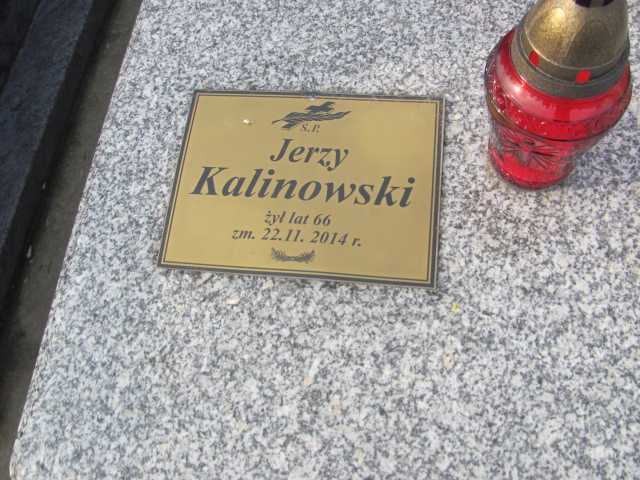 Ś.P.
Jerzy
Kalinowski
żył lat 66
zm. 22.11. 2014 r.